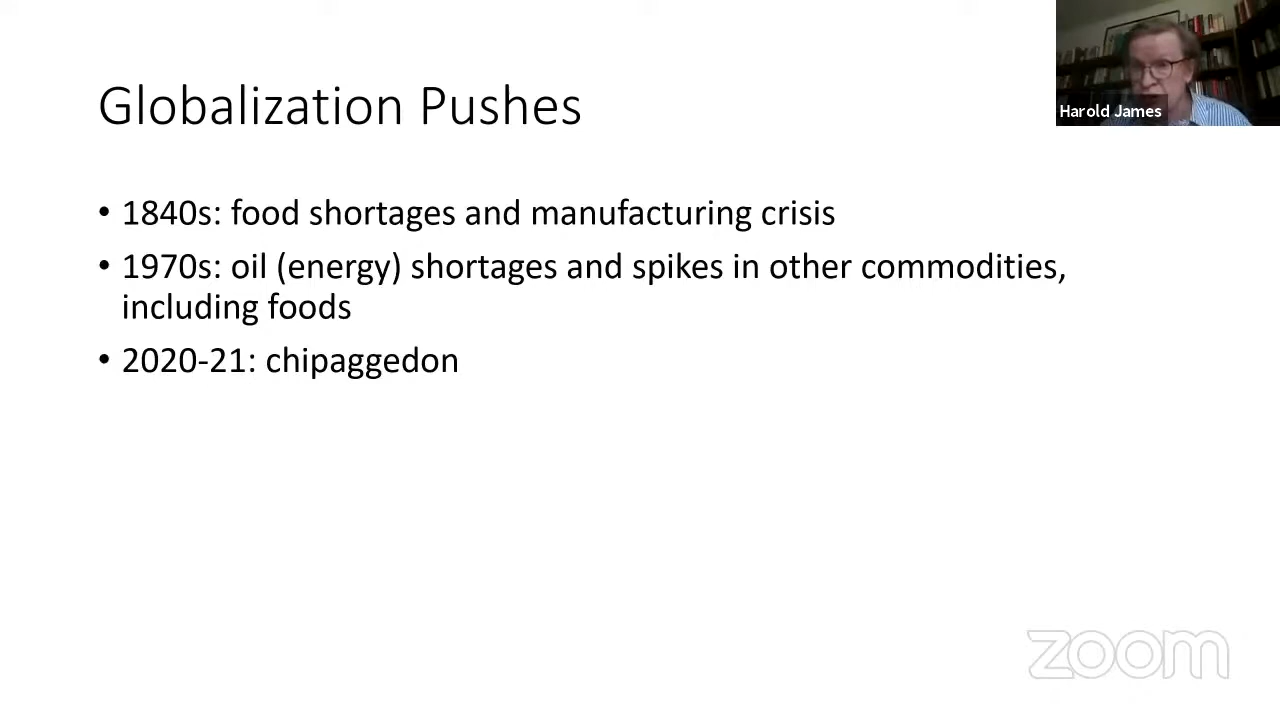 Globalization Pushes
Harold James
• 1840s: food shortages and manufacturing crisis
• 1970s: oil (energy) shortages and spikes in other commodities,
including foods
• 2020-21: chipaggedon
zoom